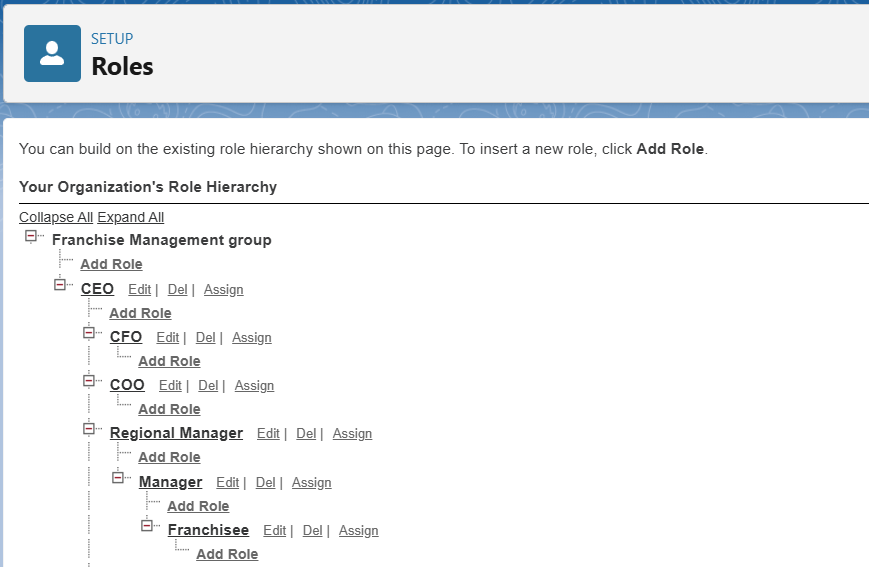 SETUP
Roles
You can build on the existing role hierarchy shown on this page. To insert a new role, click Add Role.
Your Organization's Role Hierarchy
Collapse All Expand All
Franchise Management group
Add Role
CEO Edit | Del | Assign
Add Role
CFO Edit | Del | Assign
Add Role
COO Edit | Del | Assign
Add Role
Regional Manager Edit | Del | Assign
Add Role
Manager Edit | Del | Assign
Add Role
Franchisee Edit | Del | Assign
Add Role